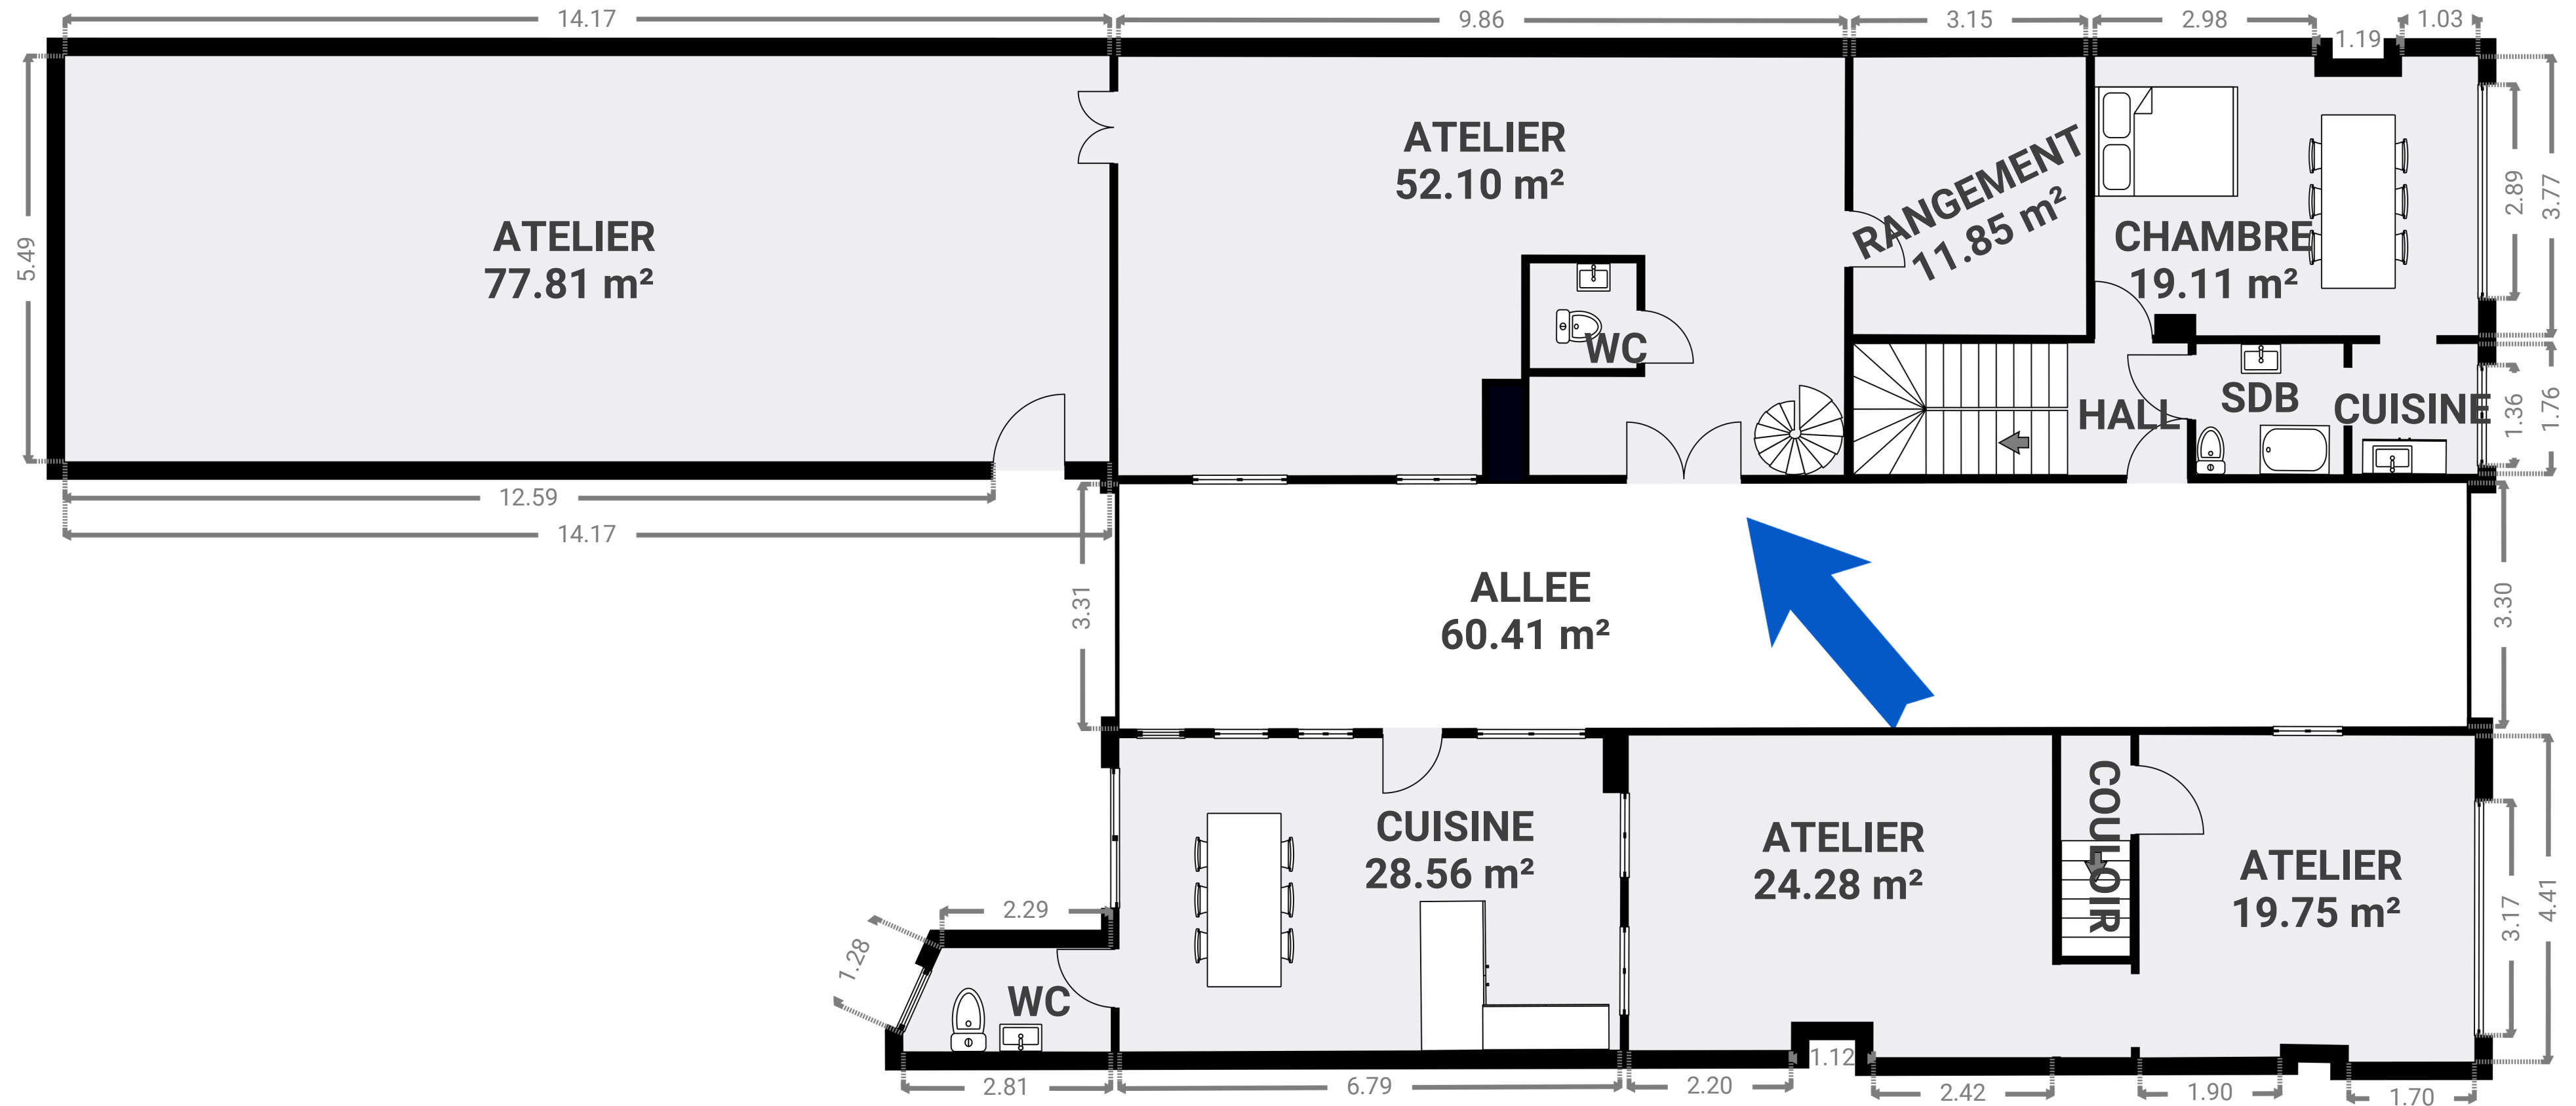 14.17
9.86
3.15
2.98
1.19
1.03
5.49
ATELIER
77.81 m²
ATELIER
52.10 m²
RANGEMENT
11.85 m²
CHAMBRE
19.11 m²
2.89
3.77
WC
HALL
SDB
CUISINE
1.36
1.76
12.59
14.17
3.31
ALLEE
60.41 m²
3.30
CUISINE
28.56 m²
ATELIER
24.28 m²
COULOIR
ATELIER
19.75 m²
3.17
4.41
2.29
1.28
WC
2.81
6.79
2.20
1.12
2.42
1.90
1.70